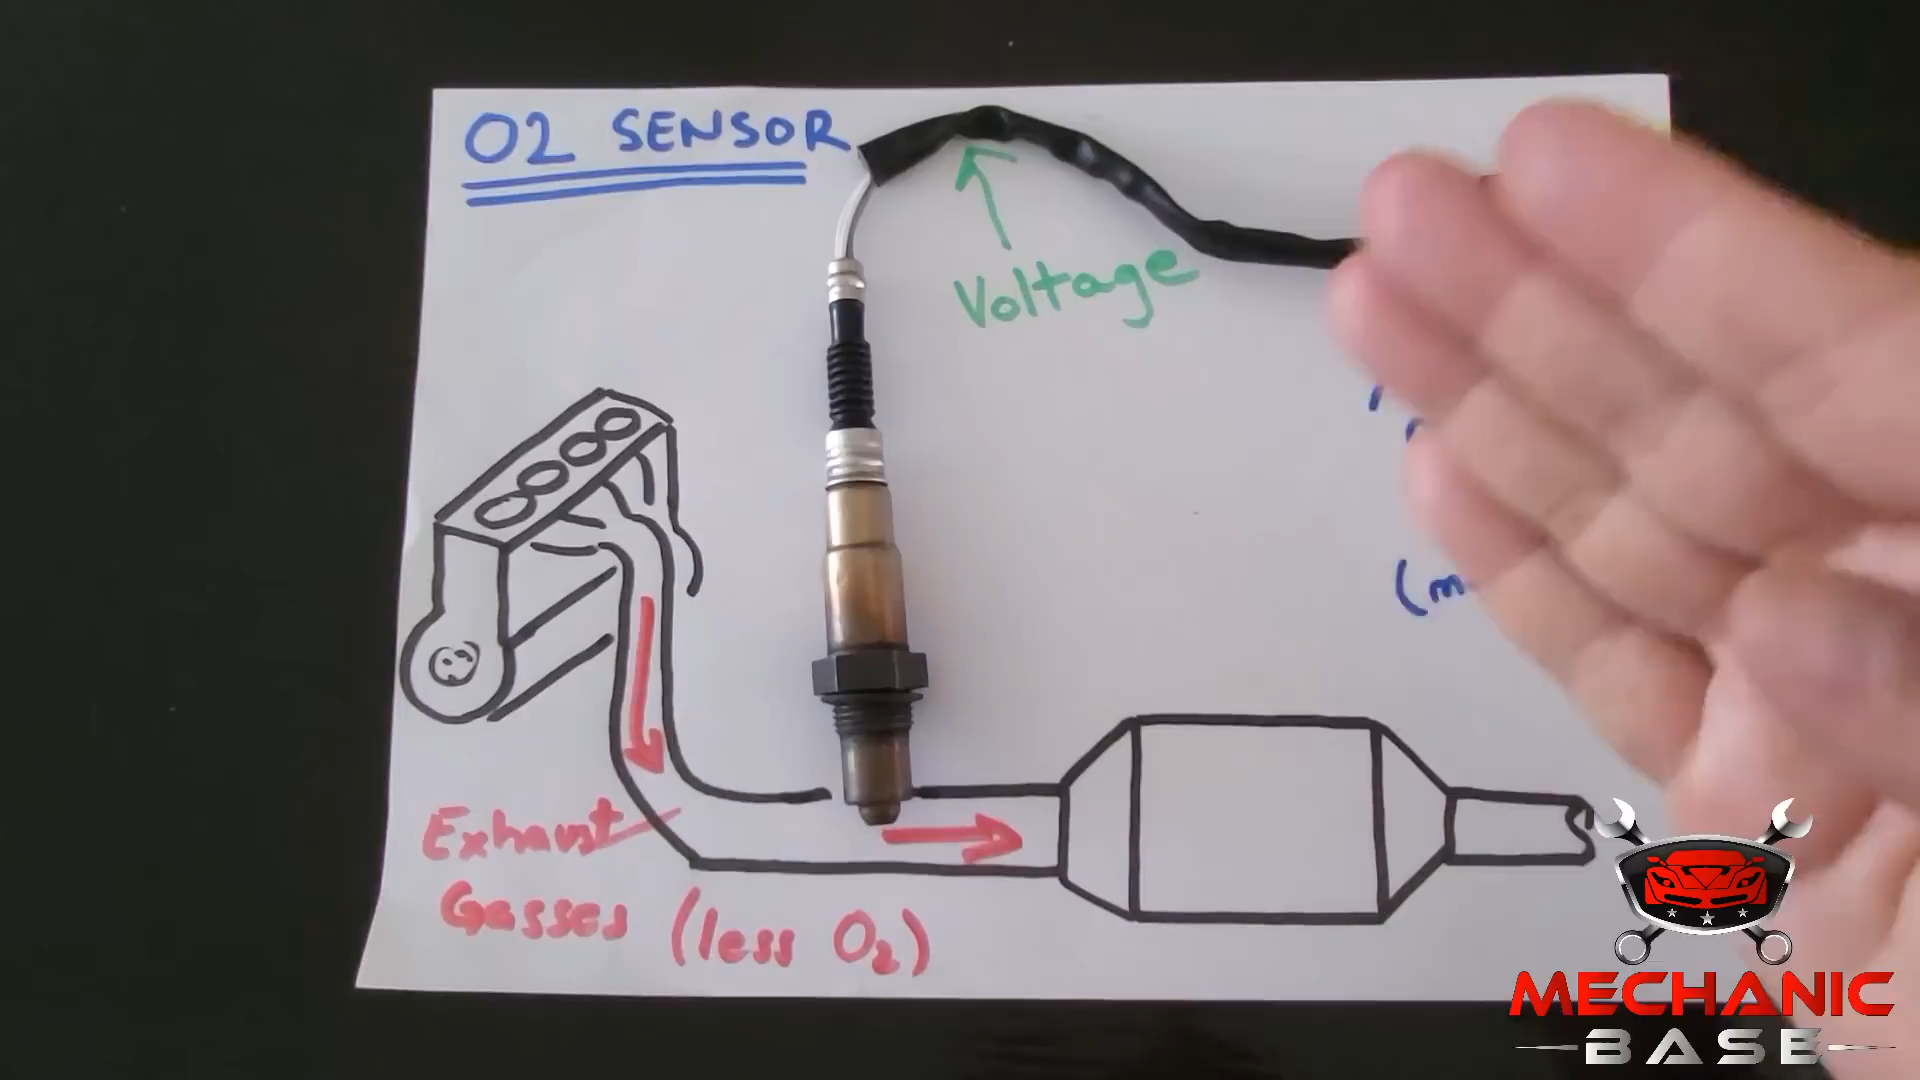 O2 SENSOR
Voltage
(m
Exhaust
Gasses (less O2)
MECHANIC
BASE